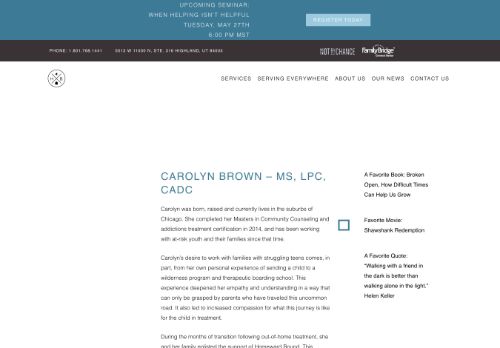 UPCOMING SEMINAR:
WHEN HELPING ISN'T HELPFUL
TUESDAY, MAY 27TH
6:00 PM MST
REGISTER TODAY
PHONE: 1.801.768.1441 5313 W 11000 N, STE. 216 HIGHLAND, UT 84003
NOT BY CHANCE
FamilyBridge
SERVICES SERVING EVERYWHERE ABOUT US OUR NEWS CONTACT US
CAROLYN BROWN – MS, LPC,
CADC
Carolyn was born, raised and currently lives in the suburbs of
Chicago. She completed her Masters in Community Counseling and
addictions treatment certification in 2014, and has been working
with at-risk youth and their families since that time.
Carolyn's desire to work with families with struggling teens comes, in
part, from her own personal experience of sending a child to a
wilderness program and therapeutic boarding school. This
experience deepened her empathy and understanding in a way that
can only be grasped by parents who have traveled this uncommon
road. It also led to increased compassion for what this journey is like
for the child in treatment.
During the months of transition following out-of-home treatment, she
and her family enlisted the support of Homeward Bound. This
A Favorite Book: Broken
Open, How Difficult Times
Can Help Us Grow
Favorite Movie:
Shawshank Redemption
A Favorite Quote:
"Walking with a friend in
the dark is better than
walking alone in the light."
Helen Keller